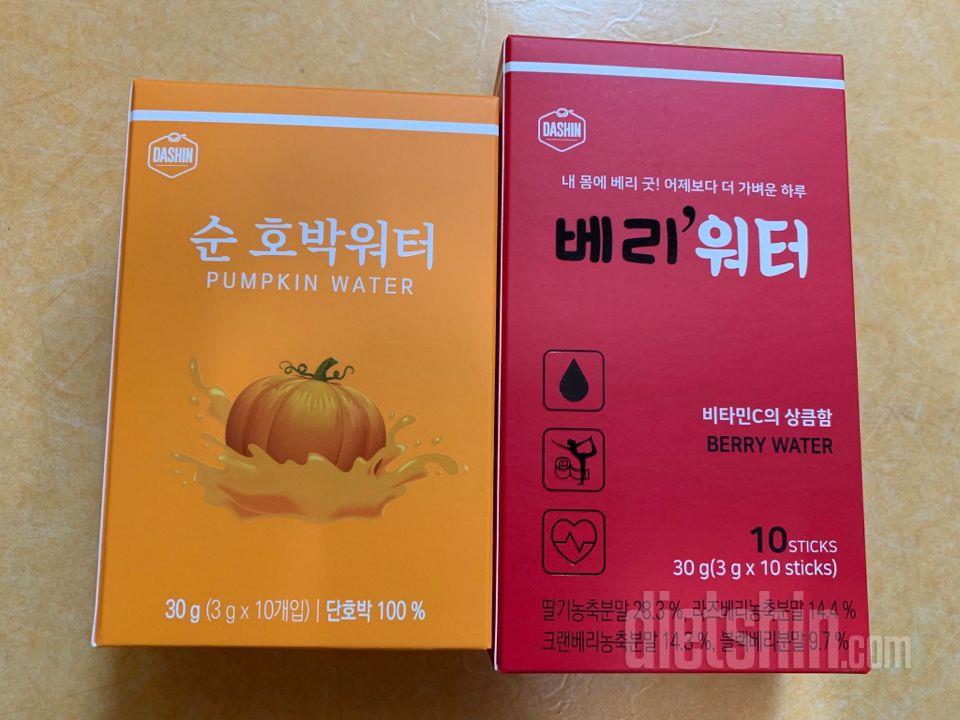 DASHIN
순 호박워터
PUMPKIN WATER
30 g (3 g x 10개입) | 단호박 100 %
DASHIN
내 몸에 베리 굿! 어제보다 더 가벼운 하루
베리'워터
비타민C의 상큼함
BERRY WATER
10 STICKS
30 g(3 g x 10 sticks)
딸기농축분말 28.3 %, 라즈베리농축분말 14.4 %
크랜베리농축분말 14.3 %, 블랙베리분말 9.7 %
dietshin.com